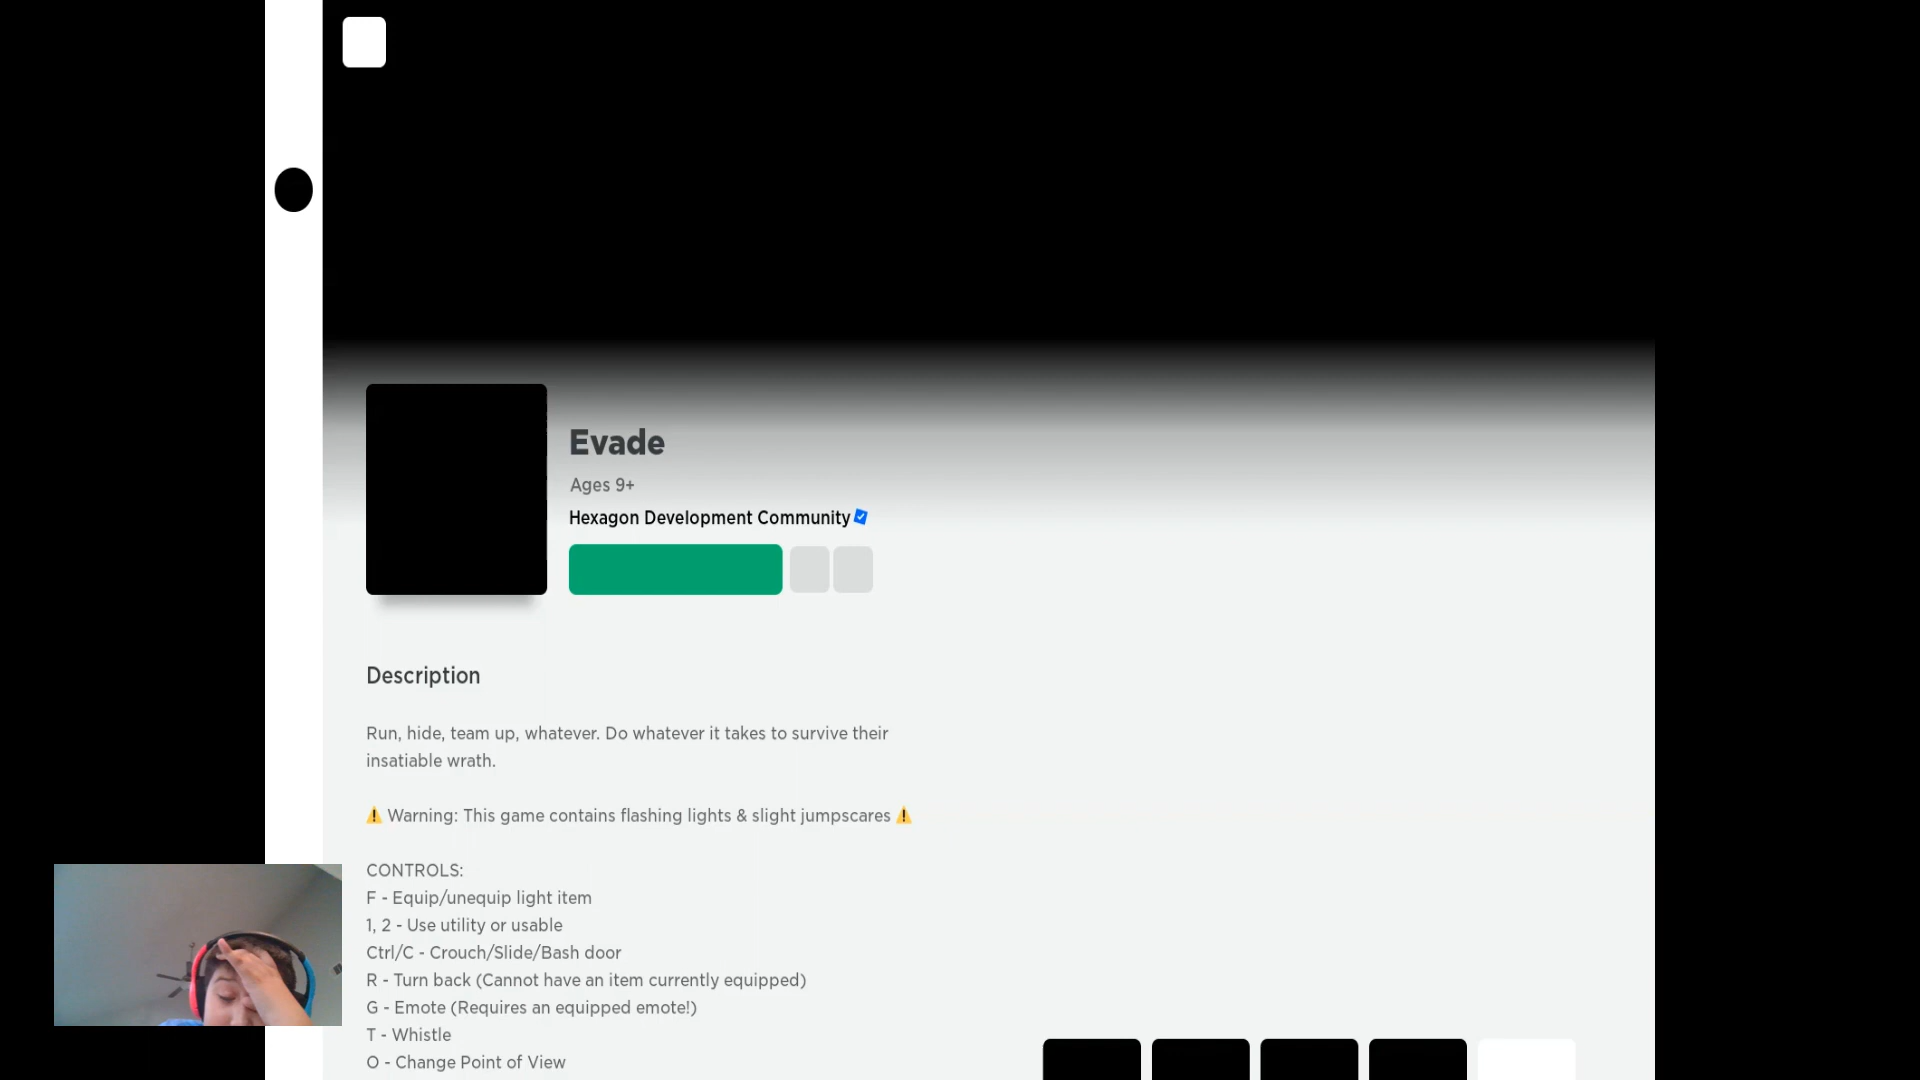 Evade
Ages 9+
Hexagon Development Community
Description
Run, hide, team up, whatever. Do whatever it takes to survive their
insatiable wrath.
⚠ Warning: This game contains flashing lights & slight jumpscares ⚠
CONTROLS:
F - Equip/unequip light item
1, 2 - Use utility or usable
Ctrl/C - Crouch/Slide/Bash door
R - Turn back (Cannot have an item currently equipped)
G - Emote (Requires an equipped emote!)
T - Whistle
O - Change Point of View